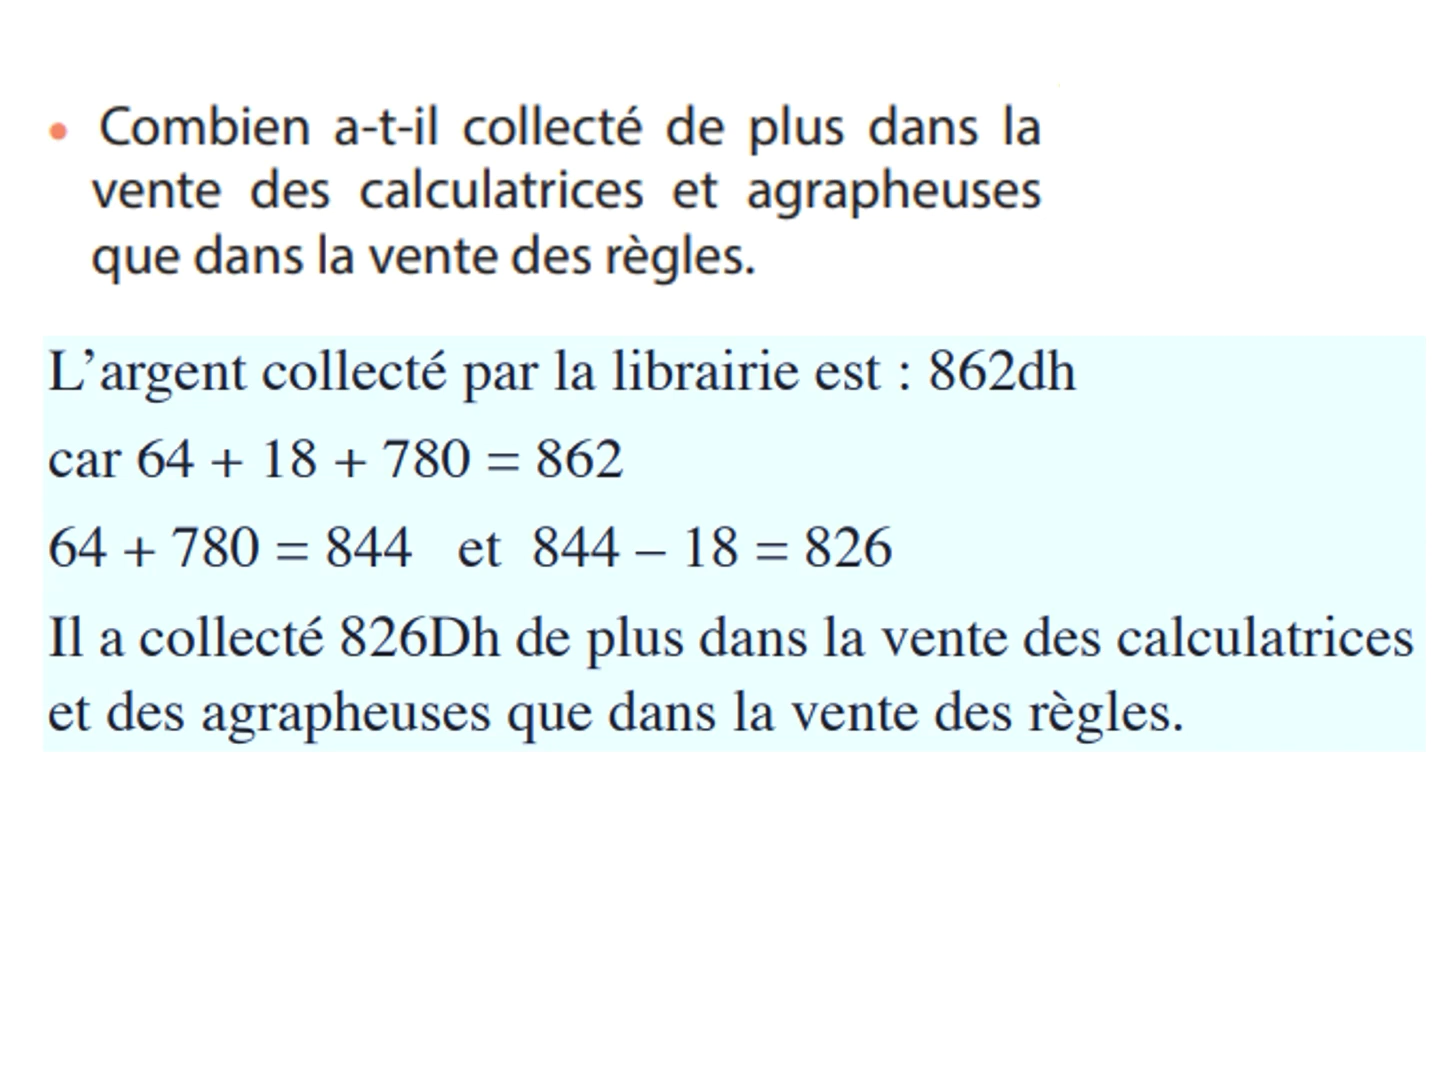 • Combien a-t-il collecté de plus dans la
vente des calculatrices et agrapheuses
que dans la vente des règles.
L’argent collecté par la librairie est : 862dh
car 64 + 18 + 780 = 862
64 + 780 = 844 et 844 – 18 = 826
Il a collecté 826Dh de plus dans la vente des calculatrices
et des agrapheuses que dans la vente des règles.